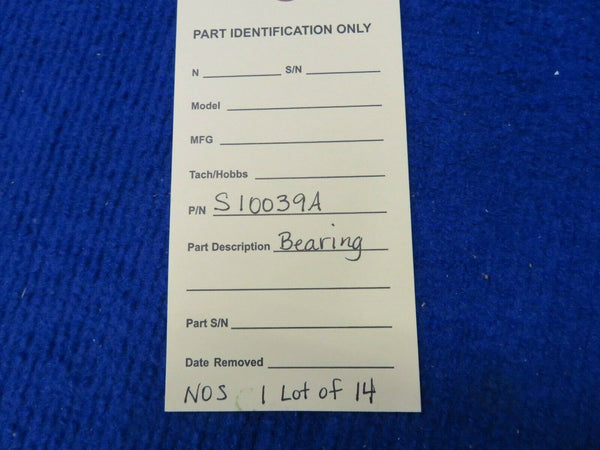 PART IDENTIFICATION ONLY
N S/N
Model
MFG
Tach/Hobbs
P/N S10039A
Part Description Bearing
Part S/N
Date Removed
NOS 1 Lot of 14